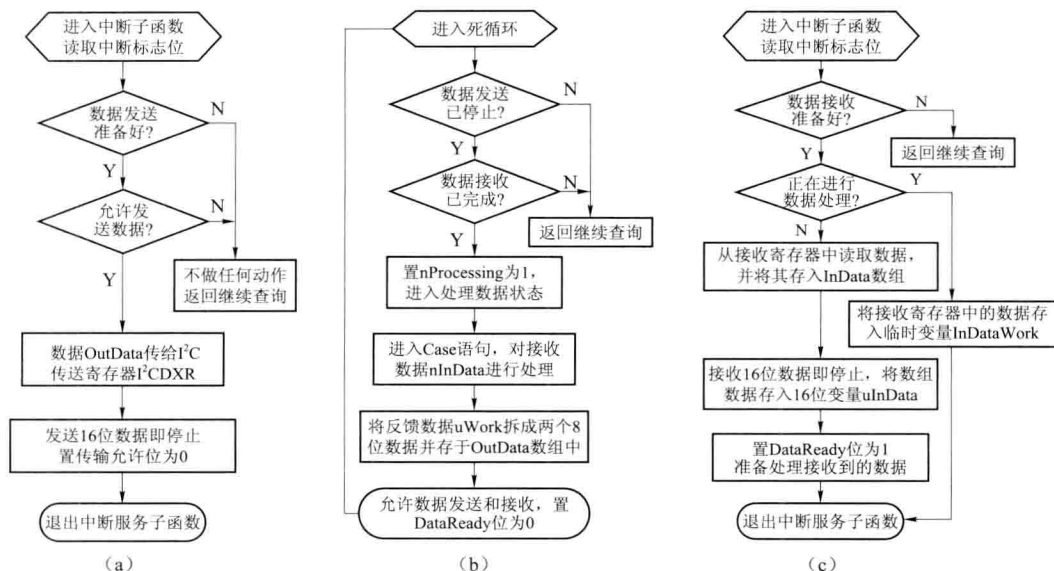 进入中断子函数
读取中断标志位
数据发送
准备好?
N
Y
允许发
送数据?
N
Y
不做任何动作
返回继续查询
数据OutData传给I²C
传送寄存器I²CDXR
发送16位数据即停止
置传输允许位为0
退出中断服务子函数
(a)
进入死循环
数据发送
已停止?
N
Y
数据接收
已完成?
N
Y
返回继续查询
置nProcessing为1,
进入处理数据状态
进入Case语句, 对接收
数据nInData进行处理
将反馈数据uWork拆成两个8
位数据并存于OutData数组中
允许数据发送和接收, 置
DataReady位为0
(b)
进入中断子函数
读取中断标志位
数据接收
准备好?
N
Y
返回继续查询
正在进行
数据处理?
Y
N
从接收寄存器中读取数据,
并将其存入InData数组
将接收寄存器中的数据存
入临时变量InDataWork
接收16位数据即停止, 将数组
数据存入16位变量uInData
置DataReady位为1
准备处理接收到的数据
退出中断服务子函数
(c)